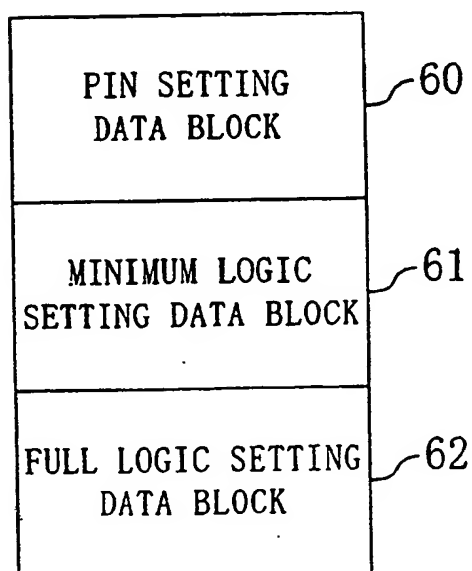 PIN SETTING
DATA BLOCK
60
MINIMUM LOGIC
SETTING DATA BLOCK
61
FULL LOGIC SETTING
DATA BLOCK
62